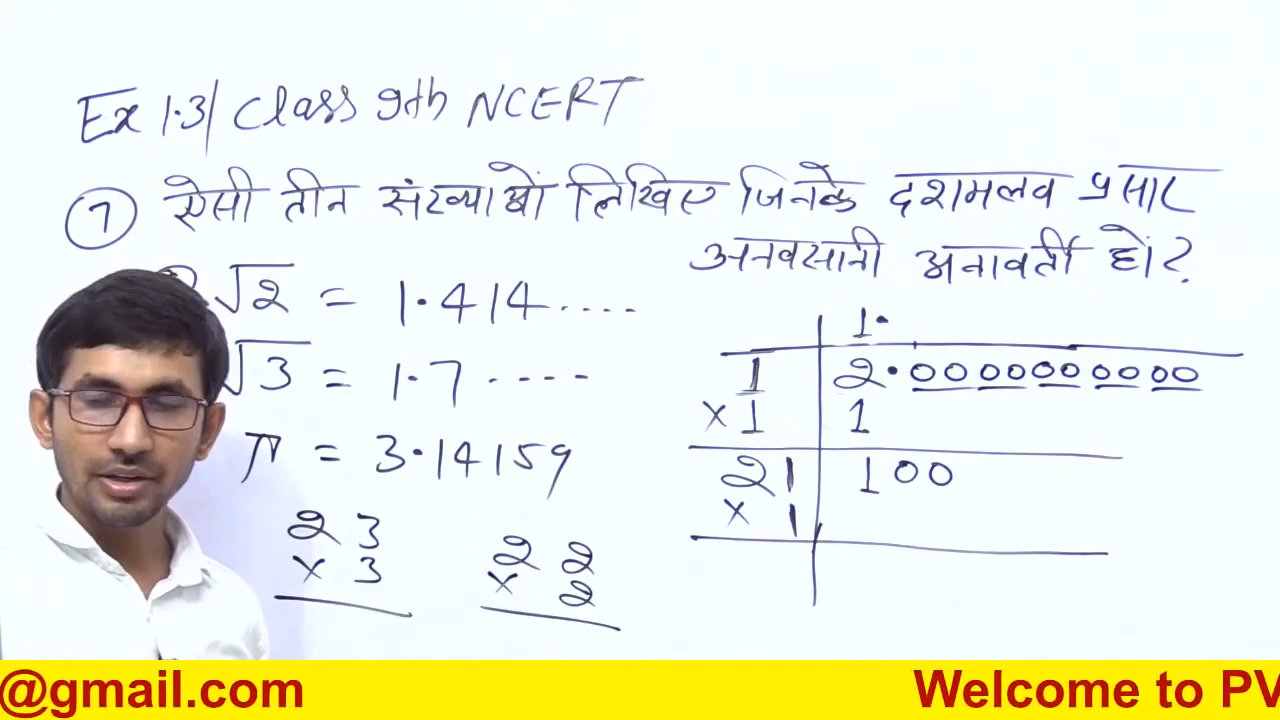 Ex 1.3| Class 9th NCERT
7 ऐसी तीन संख्याओं लिखिए जिनके दशमलव प्रसार
अनवसानी अनावर्ती हों?
√2 = 1.414....
√3 = 1.7....
π = 3.14159
23
x 3
22
x 2
1.
1 2.0000000000
x 1 1
21 100
x 1
@gmail.com Welcome to PV